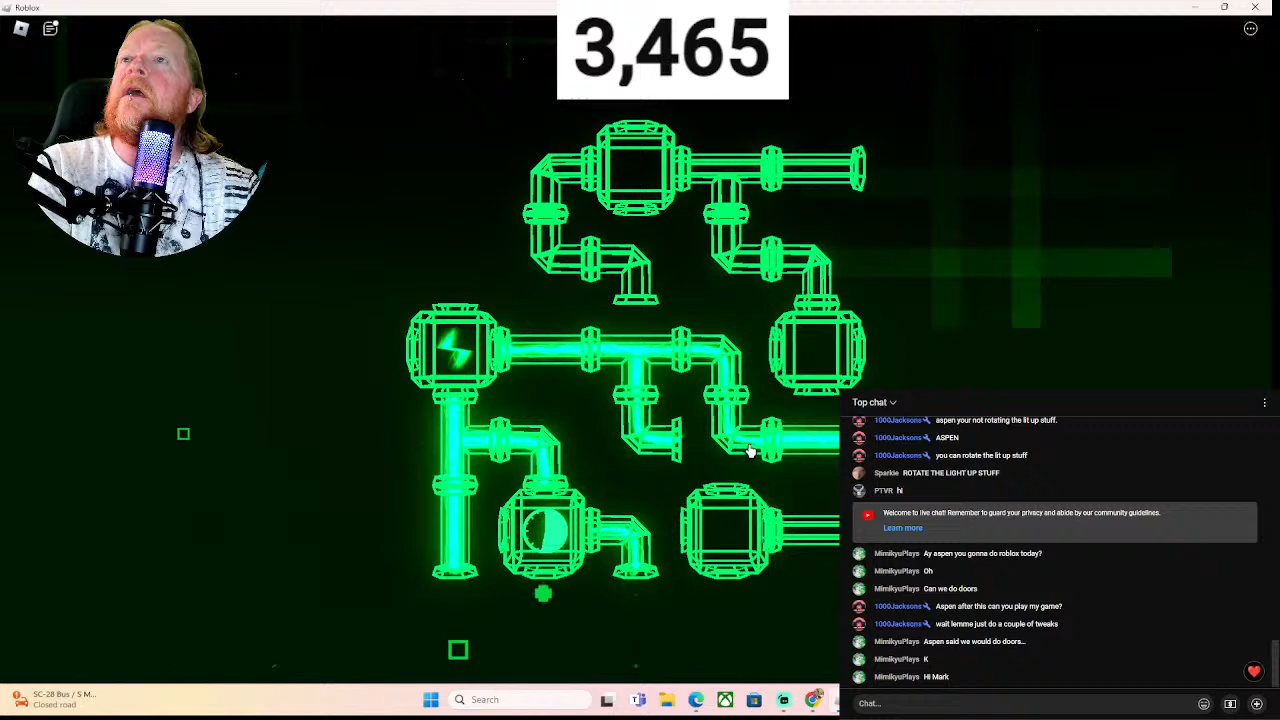 Roblox
3,465
Top chat
1000Jacksons aspen your not rotating the lit up stuff.
1000Jacksons ASPEN
1000Jacksons you can rotate the lit up stuff
Sparkie ROTATE THE LIGHT UP STUFF
PTVR hi
Welcome to live chat! Remember to guard your privacy and abide by our community guidelines.
Learn more
MimikyuPlays Ay aspen you gonna do roblox today?
MimikyuPlays Oh
MimikyuPlays Can we do doors
1000Jacksons Aspen after this can you play my game?
1000Jacksons wait lemme just do a couple of tweaks
MimikyuPlays Aspen said we would do doors...
MimikyuPlays K
MimikyuPlays Hi Mark
Chat...
SC-28 Bus / S M...
Closed road
Search